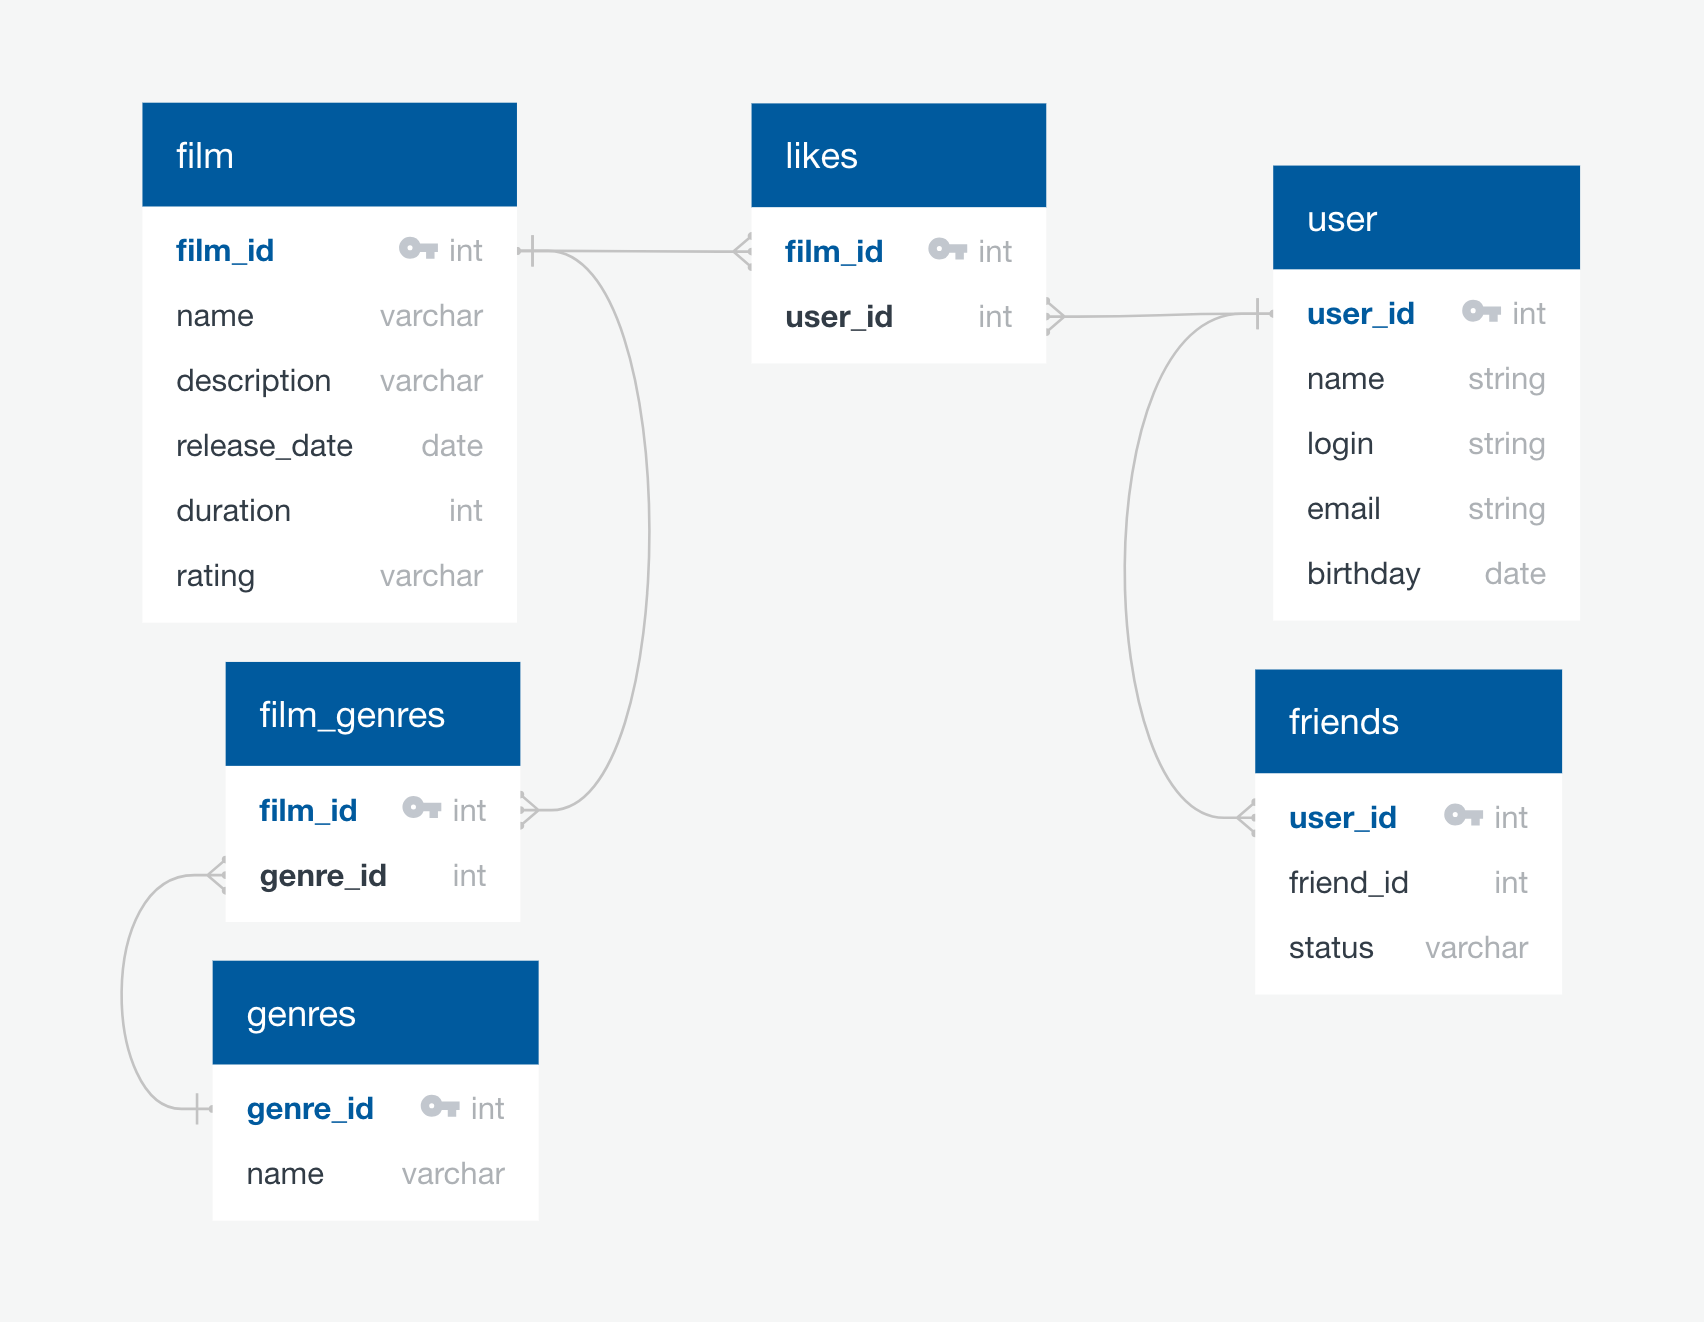 film
film_id int
name varchar
description varchar
release_date date
duration int
rating varchar
likes
film_id int
user_id int
user
user_id int
name string
login string
email string
birthday date
film_genres
film_id int
genre_id int
friends
user_id int
friend_id int
status varchar
genres
genre_id int
name varchar